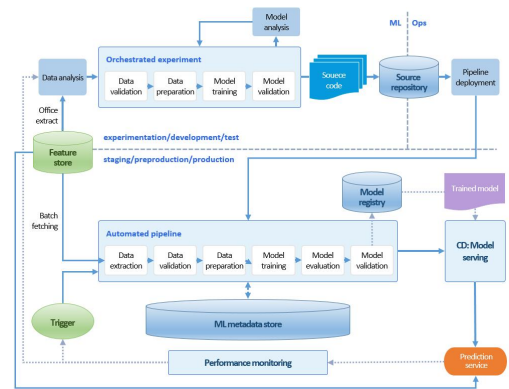 Model
analysis
ML
Ops
Orchestrated experiment
Data analysis
Data
validation
Data
preparation
Model
training
Model
validation
Source
code
Source
repository
Pipeline
deployment
Office
extract
experimentation/development/test
Feature
store
staging/preproduction/production
Model
registry
Trained model
Batch
fetching
Automated pipeline
Data
extraction
Data
validation
Data
preparation
Model
training
Model
evaluation
Model
validation
CD: Model
serving
Trigger
ML metadata store
Performance monitoring
Prediction
service